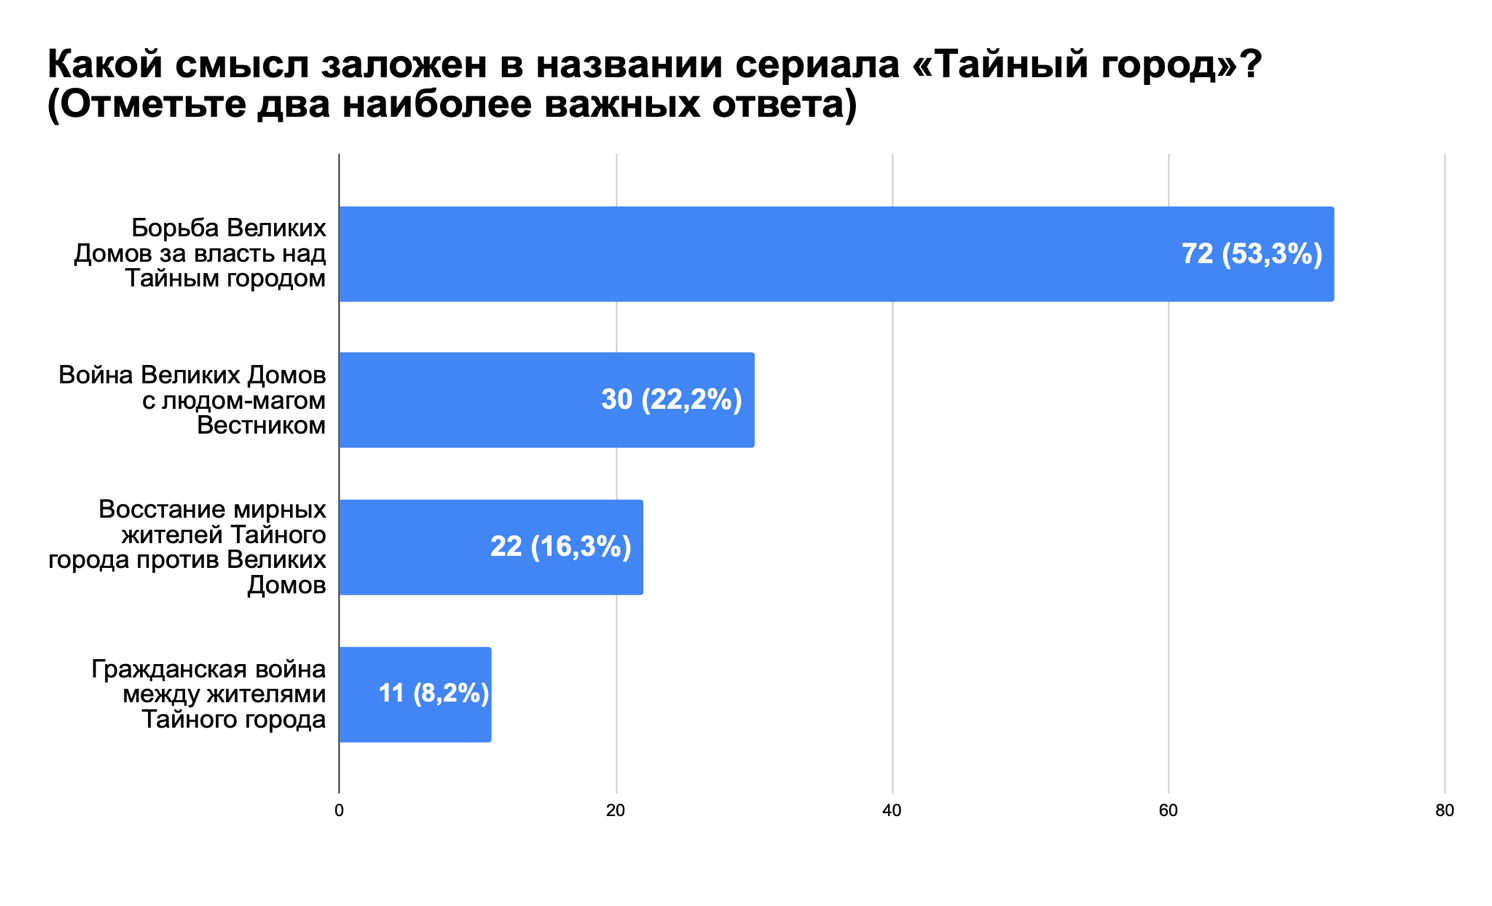 Какой смысл заложен в названии сериала «Тайный город»?
(Отметьте два наиболее важных ответа)
Борьба Великих
Домов за власть над
Тайным городом
72 (53,3%)
Война Великих Домов
с людом-магом
Вестником
30 (22,2%)
Восстание мирных
жителей Тайного
города против Великих
Домов
22 (16,3%)
Гражданская война
между жителями
Тайного города
11 (8,2%)
0 20 40 60 80